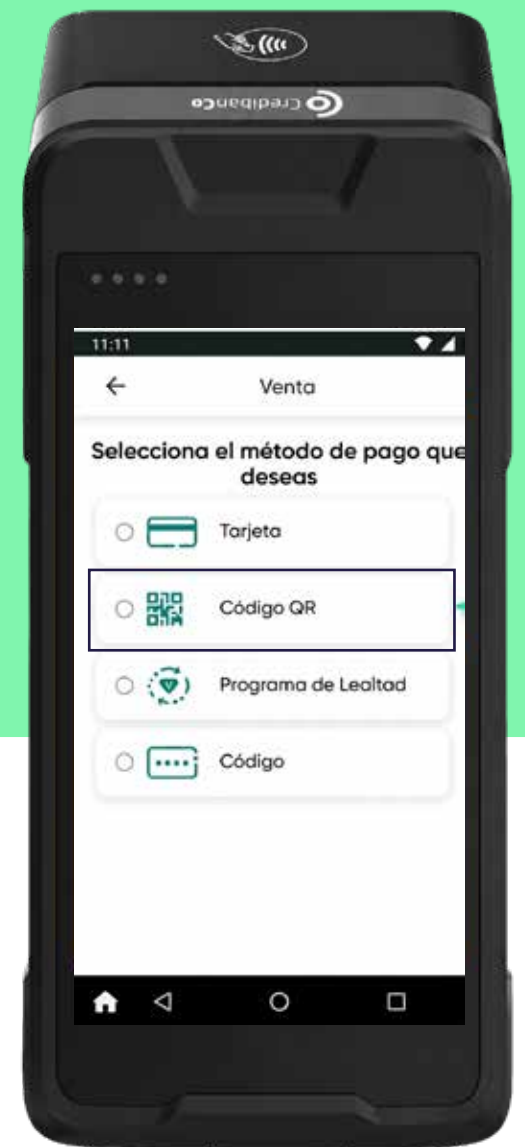 CredibanCo
11:11
Venta
Selecciona el método de pago que
deseas
Tarjeta
Código QR
Programa de Lealtad
Código